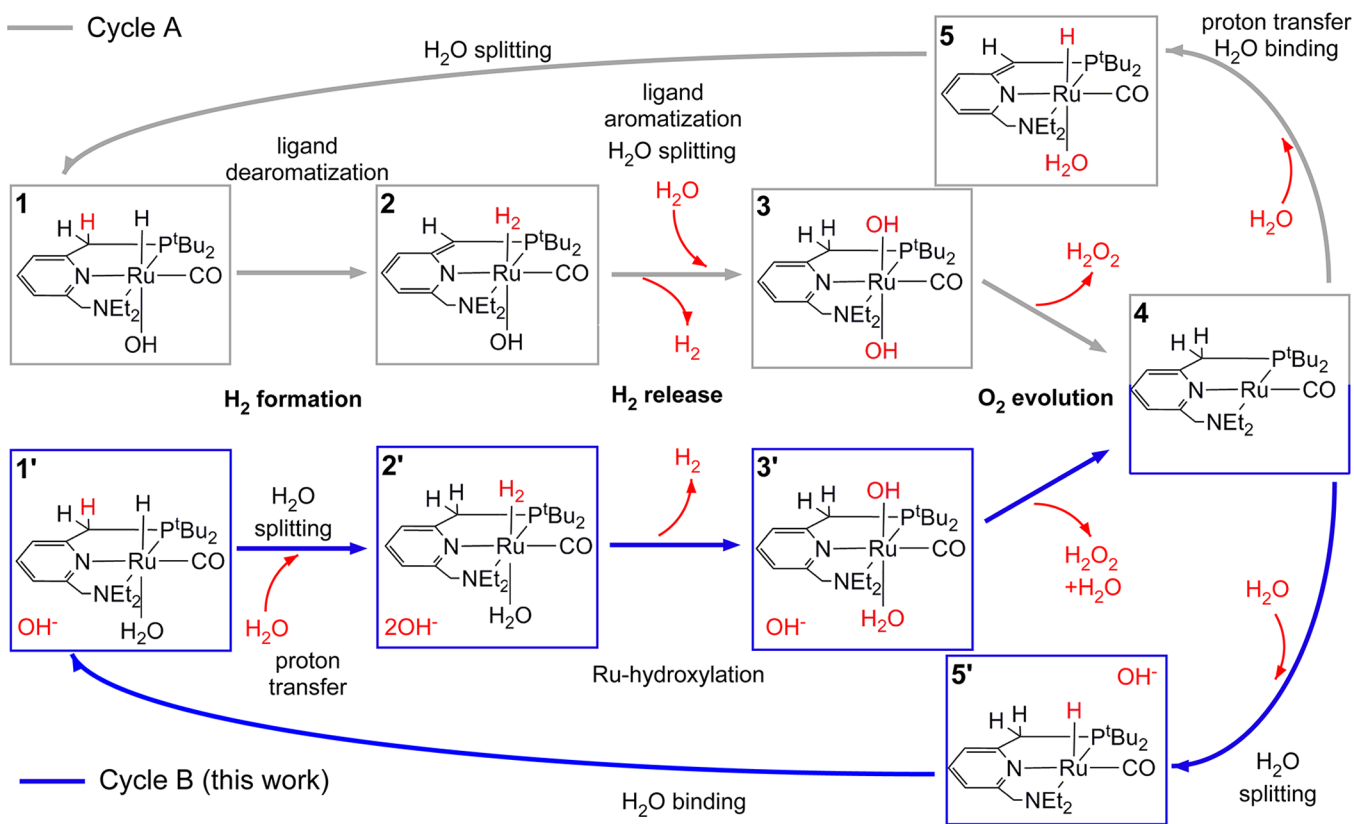 Cycle A
H₂O splitting
proton transfer
H₂O binding
5
H
H
PᵗBu₂
N
Ru
CO
NEt₂
H₂O
H₂O
ligand
dearomatization
ligand
aromatization
H₂O splitting
H₂O
H₂
1
H
H
H
PᵗBu₂
N
Ru
CO
NEt₂
OH
2
H
H₂
PᵗBu₂
N
Ru
CO
NEt₂
OH
3
H H
OH
PᵗBu₂
N
Ru
CO
NEt₂
OH
H₂O₂
4
H H
PᵗBu₂
N
Ru
CO
NEt₂
H₂ formation
H₂ release
O₂ evolution
1'
H
H
H
PᵗBu₂
N
Ru
CO
NEt₂
H₂O
OH⁻
H₂O
splitting
H₂O
proton
transfer
2'
H H
H₂
PᵗBu₂
N
Ru
CO
NEt₂
H₂O
2OH⁻
H₂
Ru-hydroxylation
3'
H H
OH
PᵗBu₂
N
Ru
CO
NEt₂
H₂O
OH⁻
H₂O₂
+H₂O
H₂O
H₂O
splitting
5'
OH⁻
H H
H
PᵗBu₂
N
Ru
CO
NEt₂
Cycle B (this work)
H₂O binding